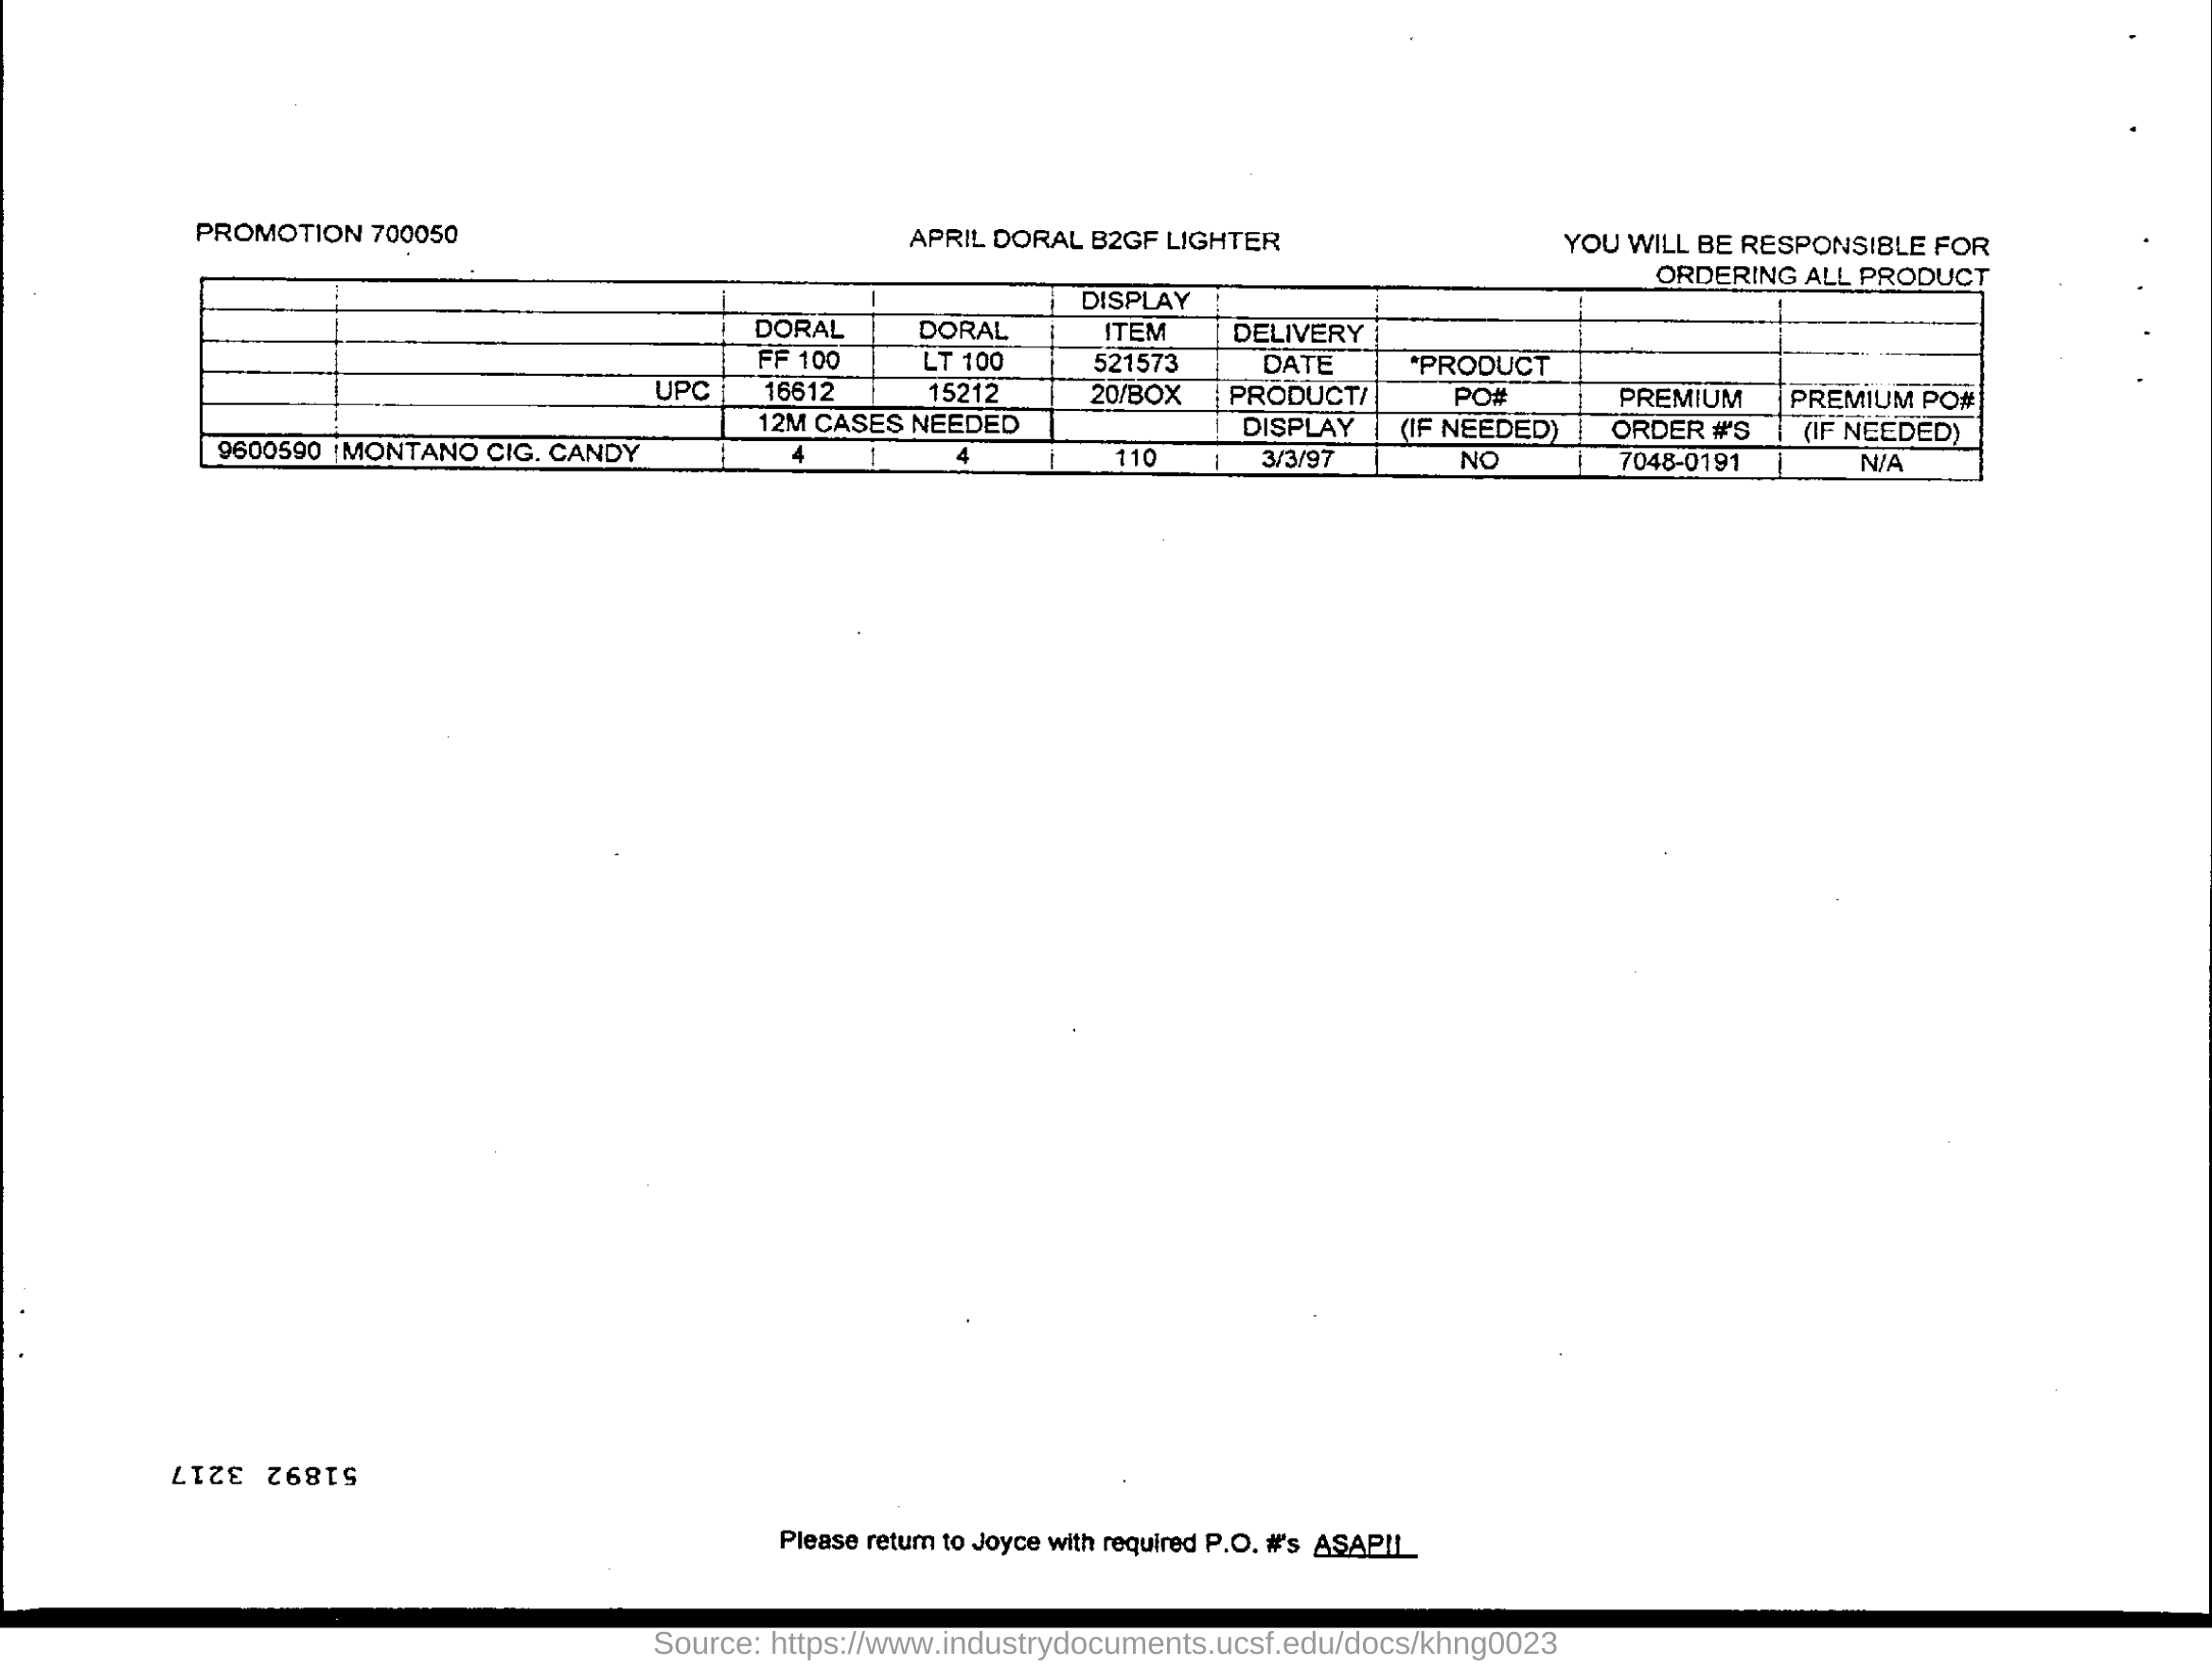 PROMOTION 700050
APRIL DORAL B2GF LIGHTER
YOU WILL BE RESPONSIBLE FOR
ORDERING ALL PRODUCT
DISPLAY
DORAL DORAL ITEM DELIVERY
FF 100 LT 100 521573 DATE *PRODUCT
UPC 16612 15212 20/BOX PRODUCT/ PO# PREMIUM PREMIUM PO#
12M CASES NEEDED DISPLAY (IF NEEDED) ORDER #'S (IF NEEDED)
9600590 MONTANO CIG. CANDY 4 4 110 3/3/97 NO 7048-0191 N/A
51892 3217
Please return to Joyce with required P.O. #'s ASAP!!
Source: https://www.industrydocuments.ucsf.edu/docs/khng0023